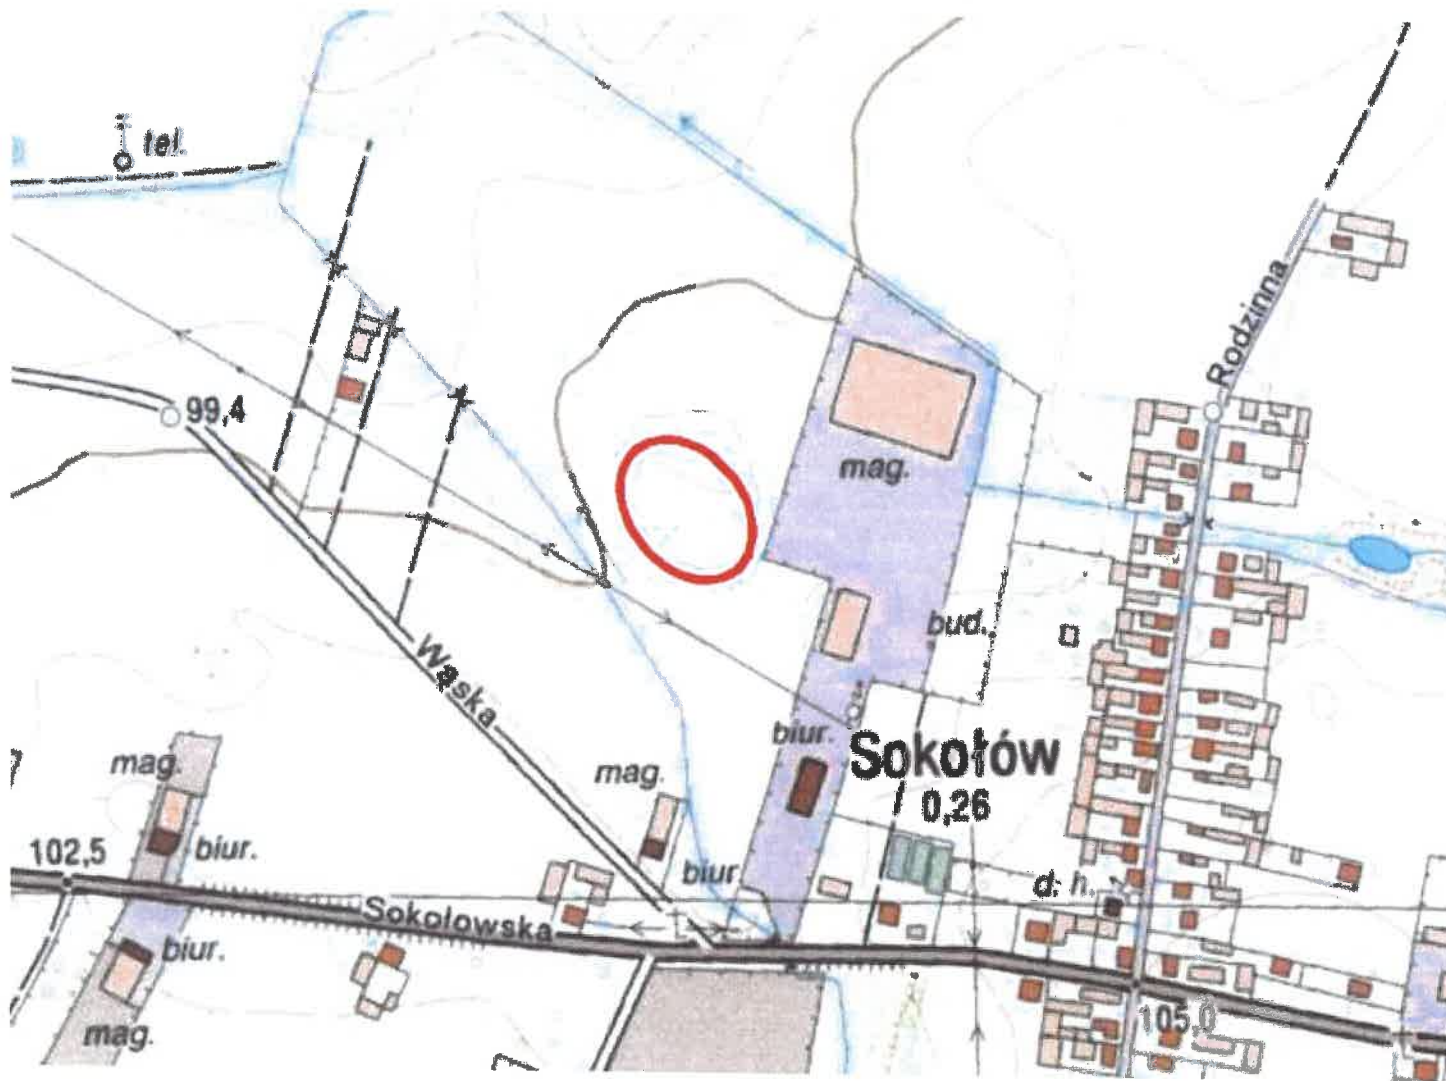 tel.
99,4
Rodzinna
mag.
bud.
Wąska
biur.
Sokołów
0,26
mag.
mag.
102,5
biur.
biur.
d. h.
Sokołowska
biur.
mag.
105,0